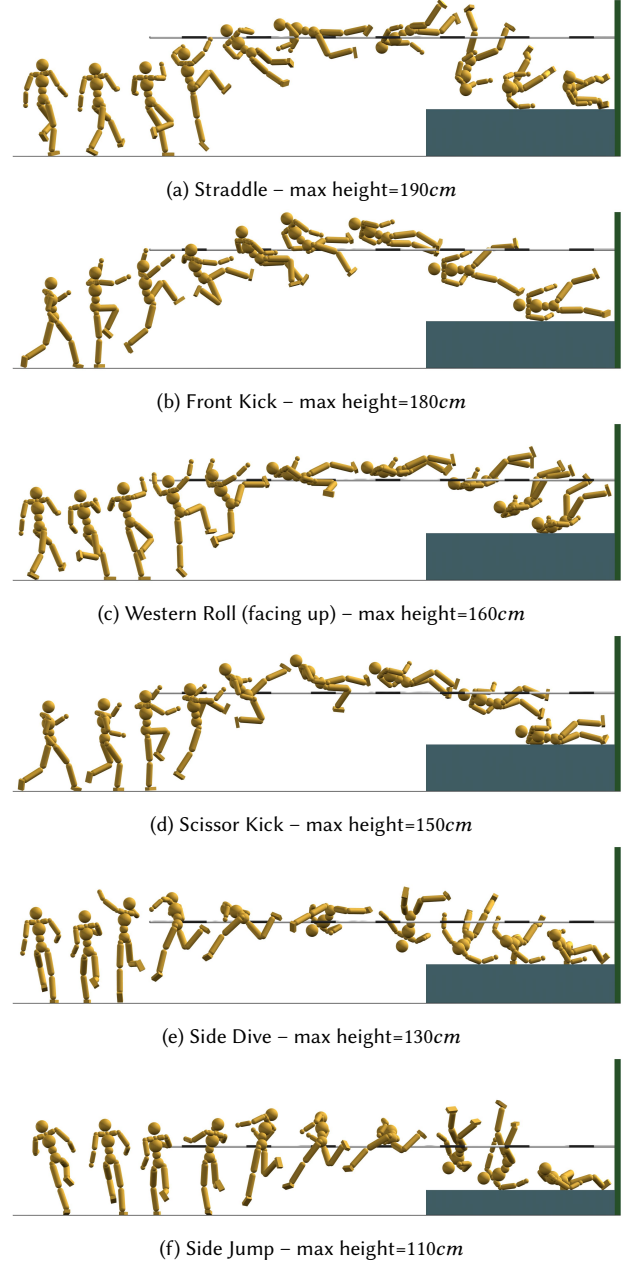 (a) Straddle – max height=190cm
(b) Front Kick – max height=180cm
(c) Western Roll (facing up) – max height=160cm
(d) Scissor Kick – max height=150cm
(e) Side Dive – max height=130cm
(f) Side Jump – max height=110cm